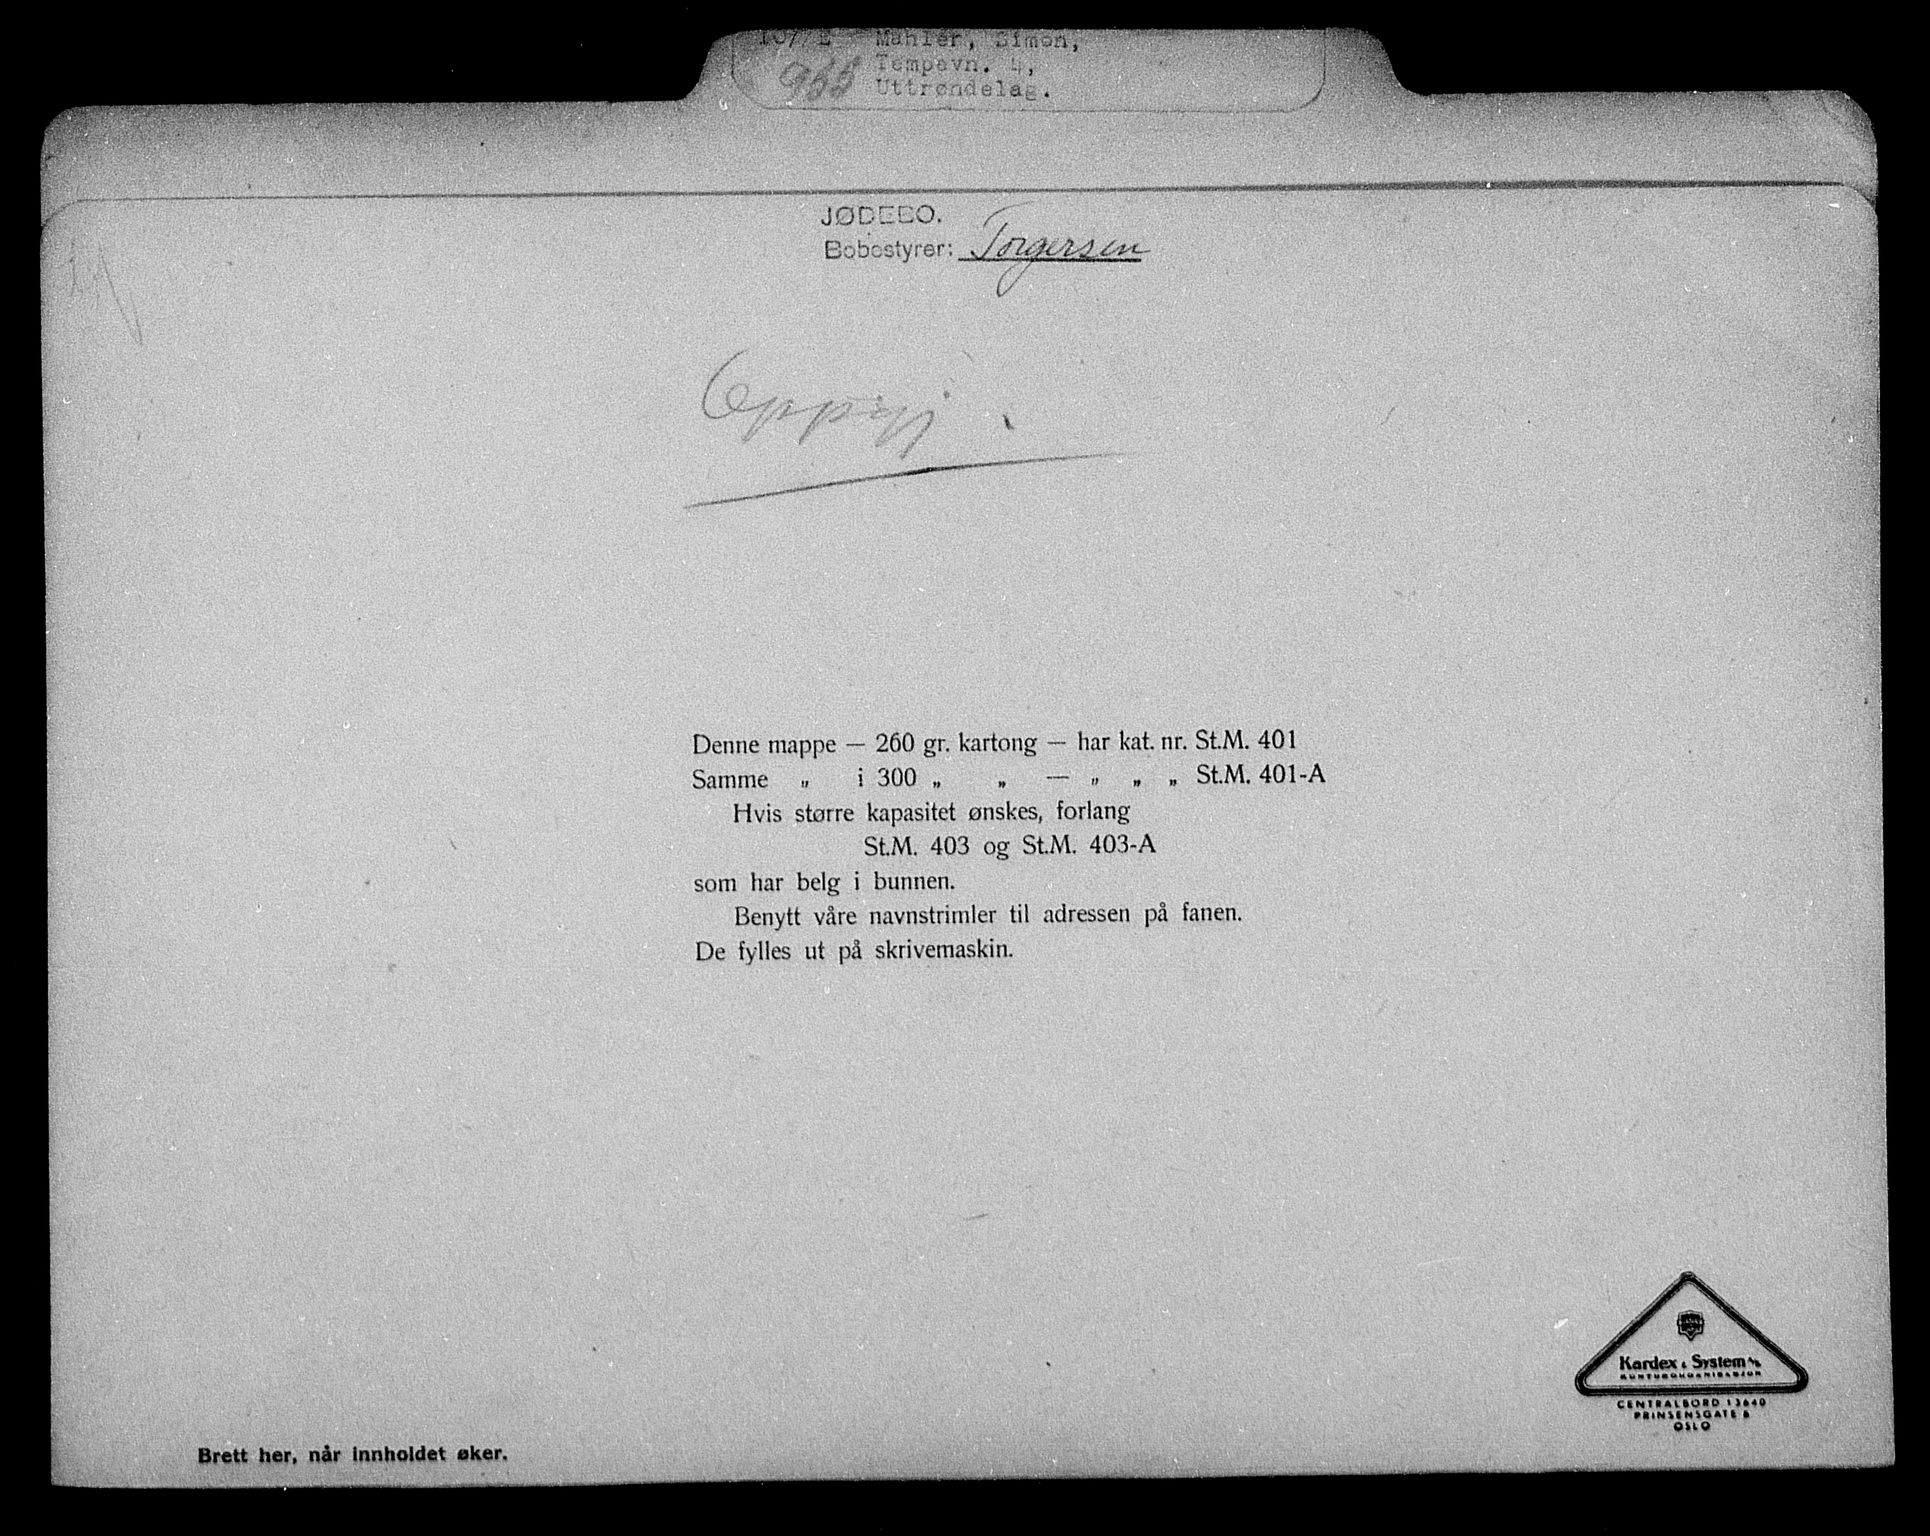 Mahler, Simon,
955 Tempevn. 4,
Uttrøndelag.
JØDEBO.
Bobestyrer: Torgersen
Oppgj.
Denne mappe — 260 gr. kartong — har kat. nr. St.M. 401
Samme „ i 300 „ „ — „ „ „ St.M. 401-A
Hvis større kapasitet ønskes, forlang
St.M. 403 og St.M. 403-A
som har belg i bunnen.
Benytt våre navnstrimler til adressen på fanen.
De fylles ut på skrivemaskin.
Kardex & System A/S
KONTORORGANISASJON
CENTRALBORD 13640
PRINSENSGATE 6
OSLO
Brett her, når innholdet øker.